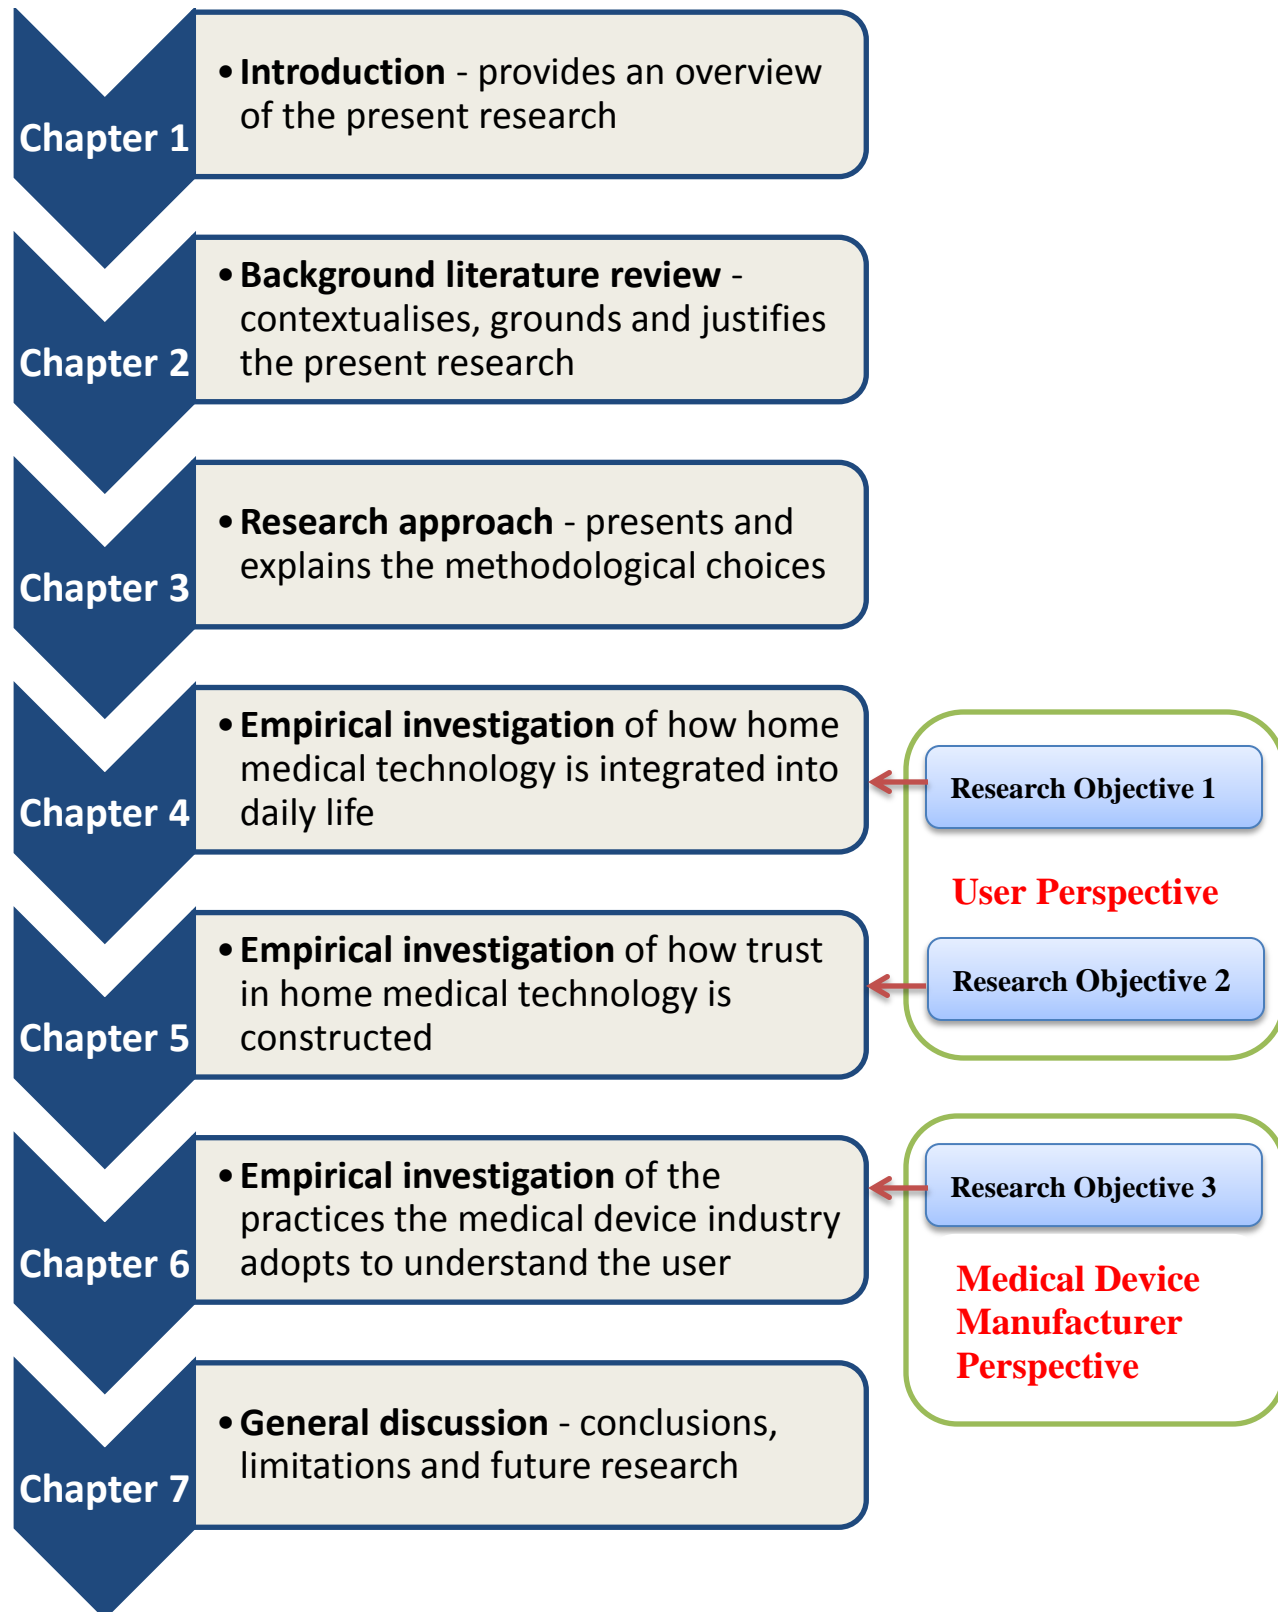 Chapter 1
• Introduction - provides an overview
of the present research
Chapter 2
• Background literature review -
contextualises, grounds and justifies
the present research
Chapter 3
• Research approach - presents and
explains the methodological choices
Chapter 4
• Empirical investigation of how home
medical technology is integrated into
daily life
Research Objective 1
User Perspective
Chapter 5
• Empirical investigation of how trust
in home medical technology is
constructed
Research Objective 2
Chapter 6
• Empirical investigation of the
practices the medical device industry
adopts to understand the user
Research Objective 3
Medical Device
Manufacturer
Perspective
Chapter 7
• General discussion - conclusions,
limitations and future research